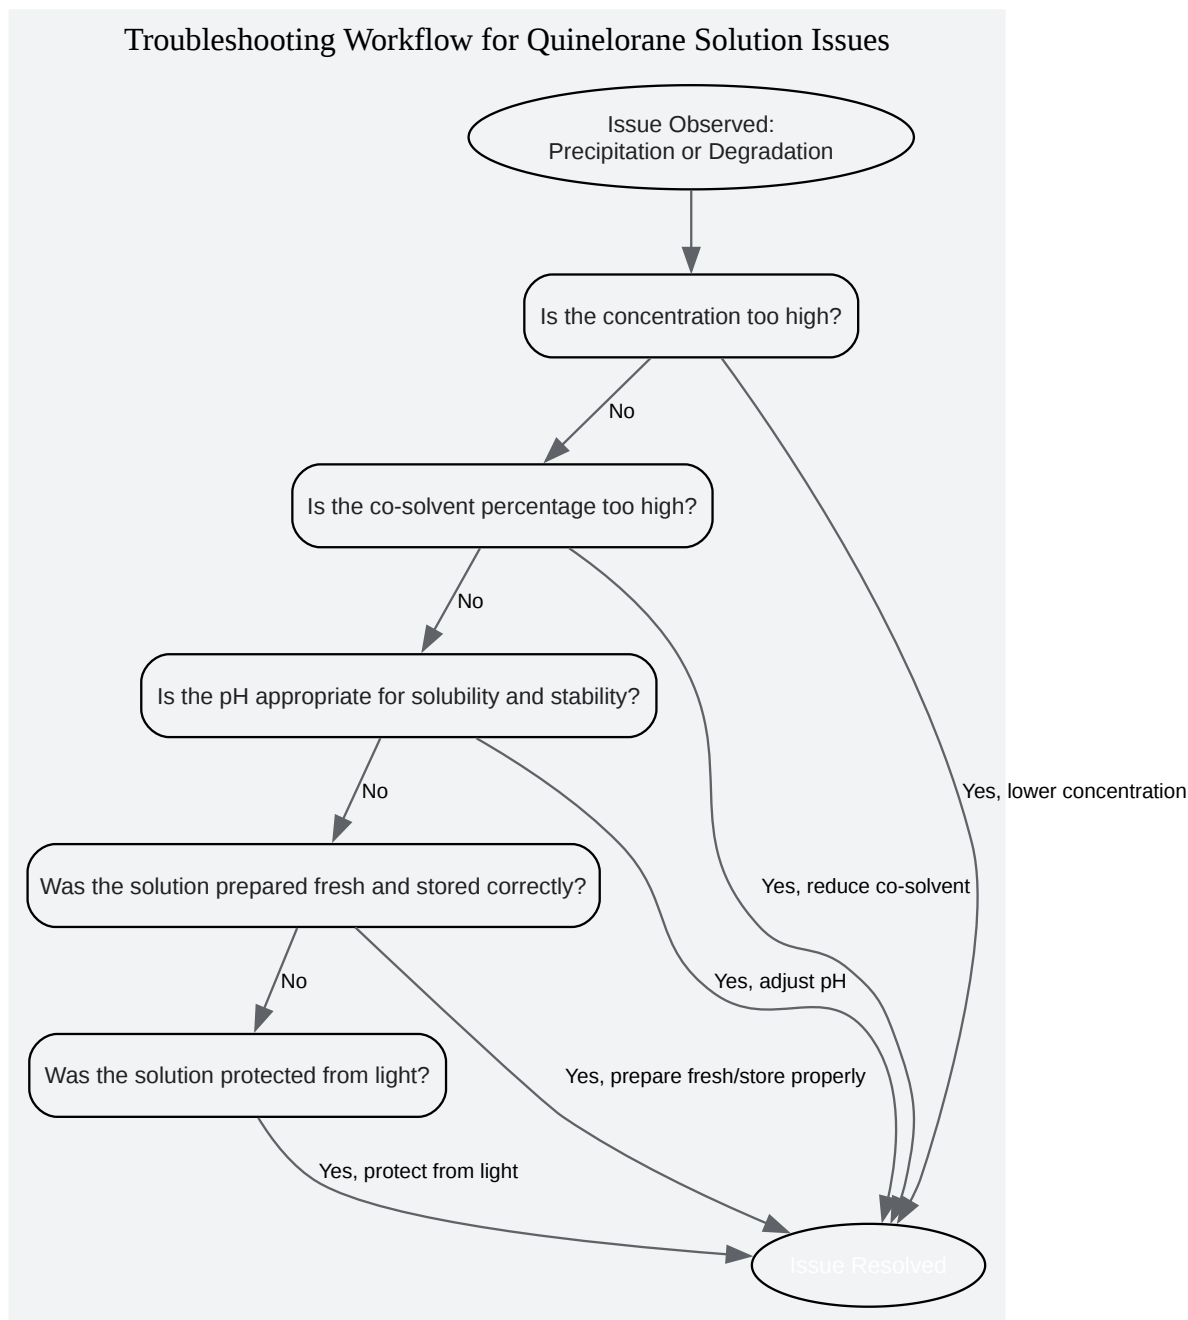 Troubleshooting Workflow for Quinelorane Solution Issues
Issue Observed:
Precipitation or Degradation
Is the concentration too high?
No
Is the co-solvent percentage too high?
No
Is the pH appropriate for solubility and stability?
No
Yes, lower concentration
Was the solution prepared fresh and stored correctly?
Yes, reduce co-solvent
No
Yes, adjust pH
Was the solution protected from light?
Yes, prepare fresh/store properly
Yes, protect from light
Issue Resolved